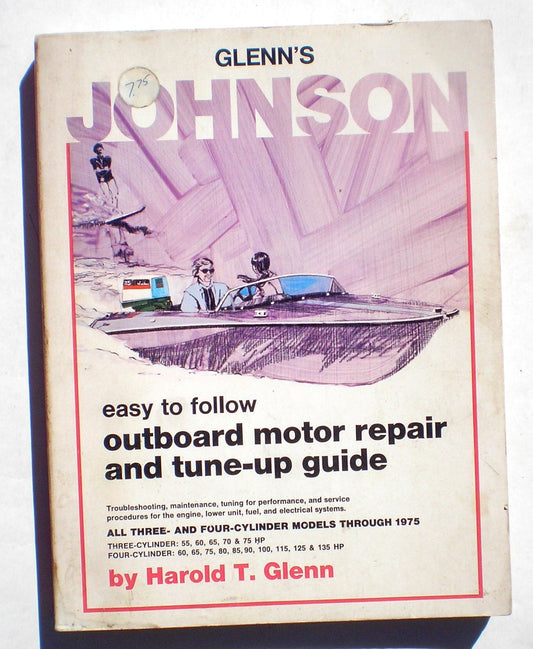 GLENN'S
JOHNSON
7.75
easy to follow
outboard motor repair
and tune-up guide
Troubleshooting, maintenance, tuning for performance, and service
procedures for the engine, lower unit, fuel, and electrical systems.
ALL THREE- AND FOUR-CYLINDER MODELS THROUGH 1975
THREE-CYLINDER: 55, 60, 65, 70 & 75 HP
FOUR-CYLINDER: 60, 65, 75, 80, 85, 90, 100, 115, 125 & 135 HP
by Harold T. Glenn